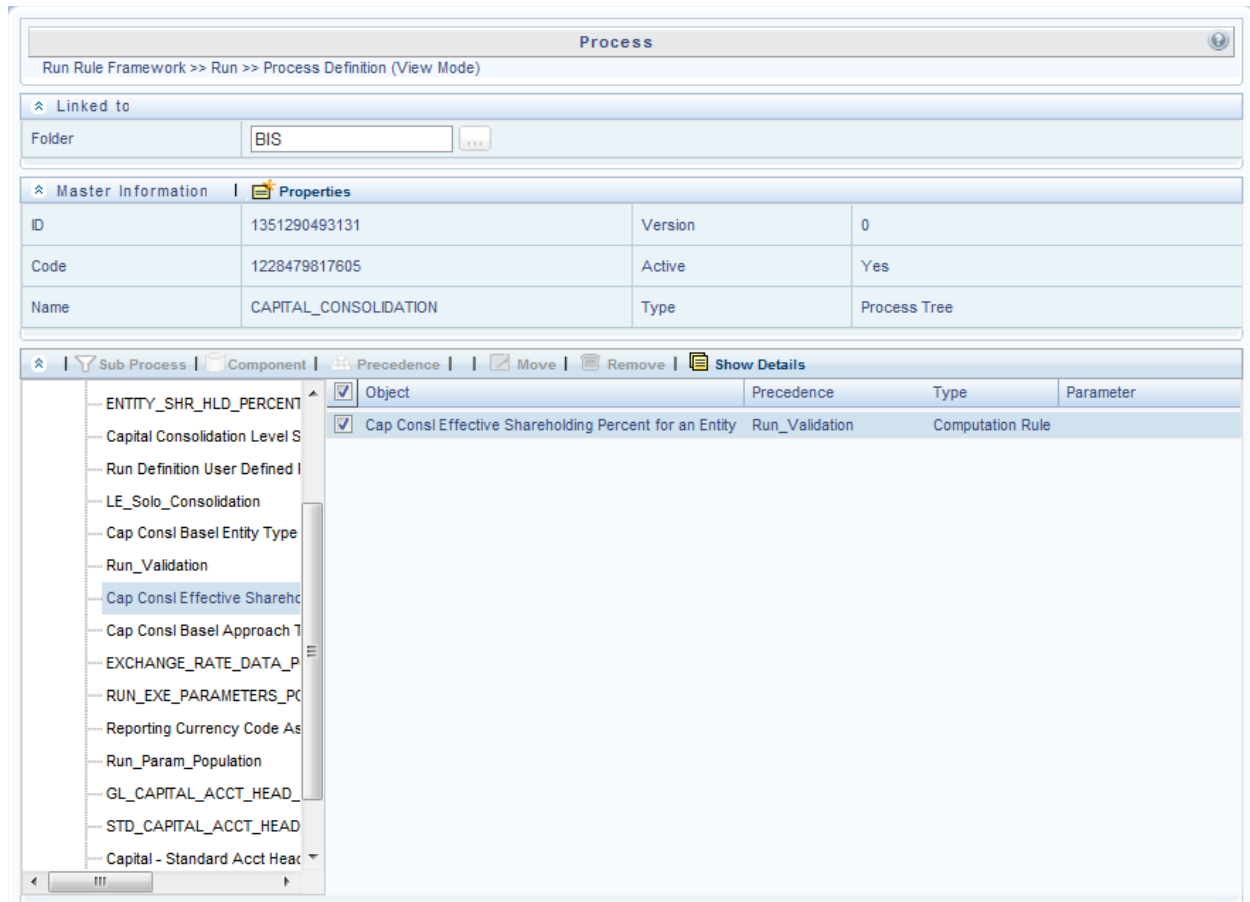 Process
Run Rule Framework >> Run >> Process Definition (View Mode)
Linked to
Folder BIS ...
Master Information | Properties
ID 1351290493131 Version 0
Code 1228479817605 Active Yes
Name CAPITAL_CONSOLIDATION Type Process Tree
| Sub Process | Component | Precedence | | Move | Remove | Show Details
Object Precedence Type Parameter
Cap Consl Effective Shareholding Percent for an Entity Run_Validation Computation Rule
ENTITY_SHR_HLD_PERCENT
Capital Consolidation Level S
Run Definition User Defined
LE_Solo_Consolidation
Cap Consl Basel Entity Type
Run_Validation
Cap Consl Effective Shareho
Cap Consl Basel Approach T
EXCHANGE_RATE_DATA_P
RUN_EXE_PARAMETERS_PO
Reporting Currency Code As
Run_Param_Population
GL_CAPITAL_ACCT_HEAD_
STD_CAPITAL_ACCT_HEAD
Capital - Standard Acct Head